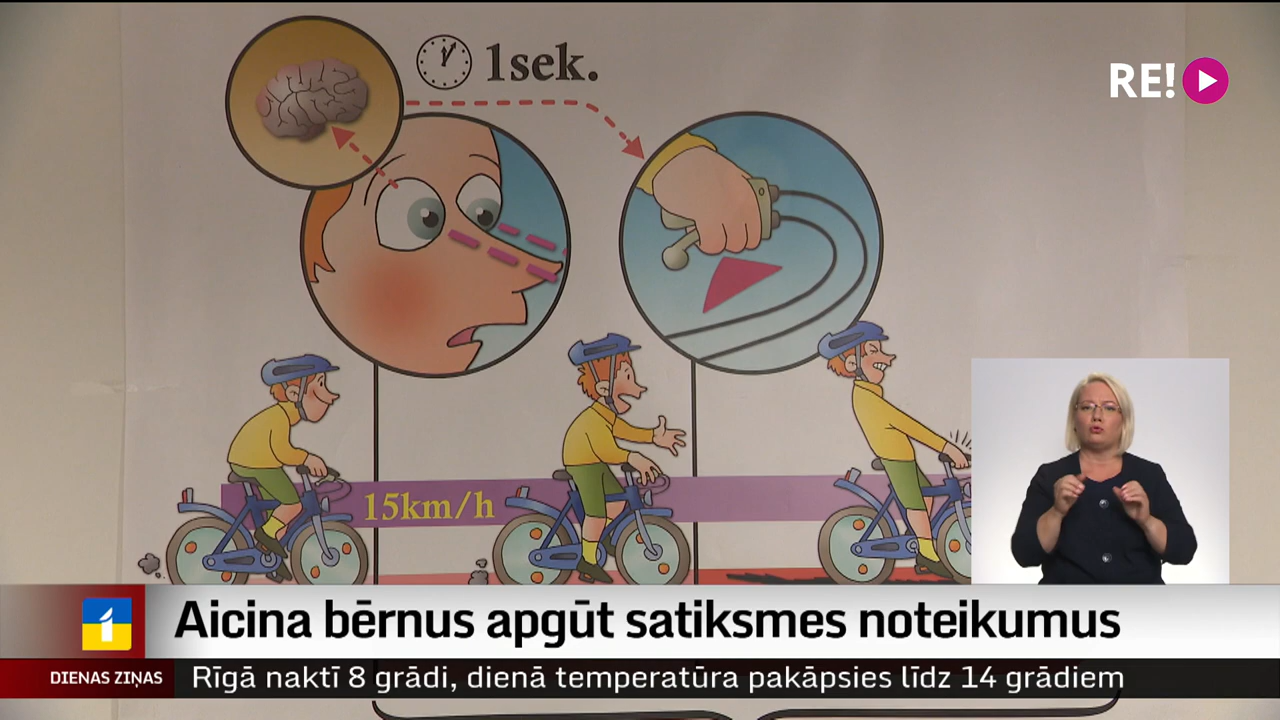 1sek.
RE!
15km/h
1
Aicina bērnus apgūt satiksmes noteikumus
DIENAS ZIŅAS
Rīgā naktī 8 grādi, dienā temperatūra pakāpsies līdz 14 grādiem